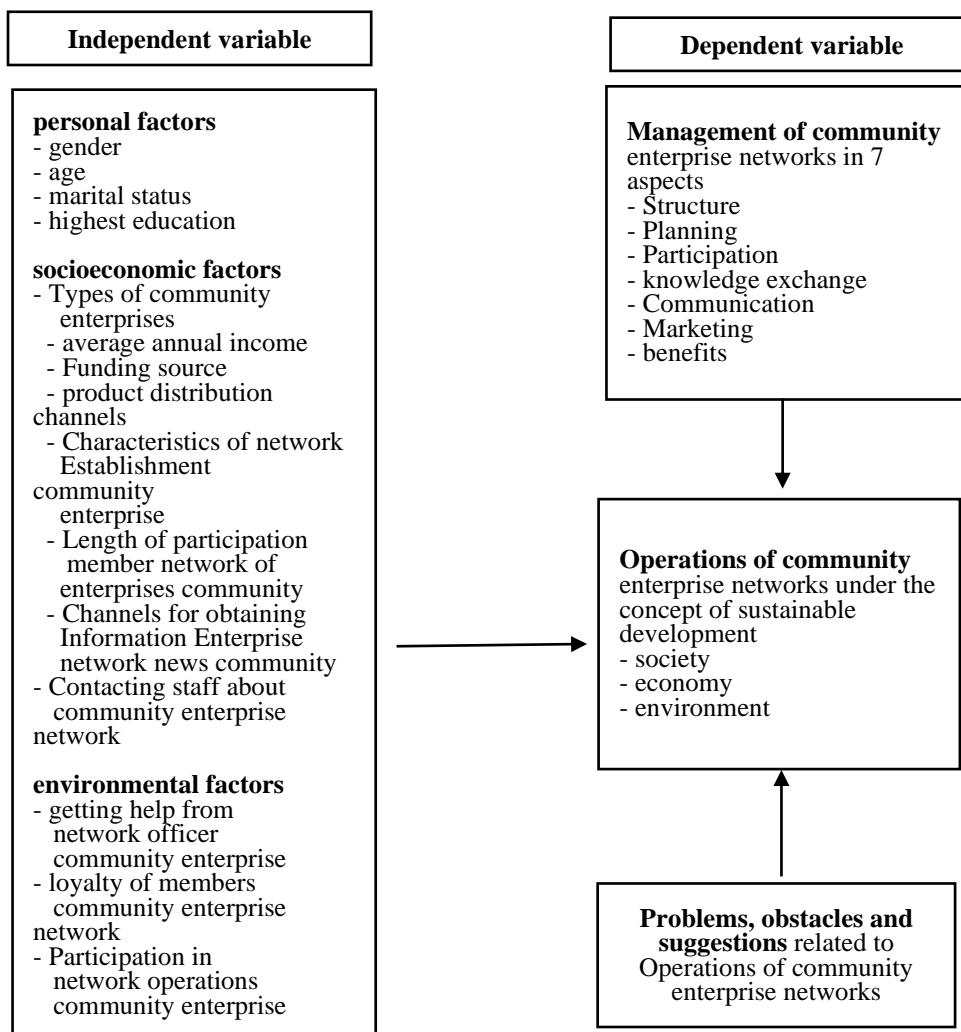 Independent variable
personal factors
- gender
- age
- marital status
- highest education
socioeconomic factors
- Types of community
enterprises
- average annual income
- Funding source
- product distribution
channels
- Characteristics of network
Establishment
community
enterprise
- Length of participation
member network of
enterprises community
- Channels for obtaining
Information Enterprise
network news community
- Contacting staff about
community enterprise
network
environmental factors
- getting help from
network officer
community enterprise
- loyalty of members
community enterprise
network
- Participation in
network operations
community enterprise
Dependent variable
Management of community
enterprise networks in 7
aspects
- Structure
- Planning
- Participation
- knowledge exchange
- Communication
- Marketing
- benefits
Operations of community
enterprise networks under the
concept of sustainable
development
- society
- economy
- environment
Problems, obstacles and
suggestions related to
Operations of community
enterprise networks